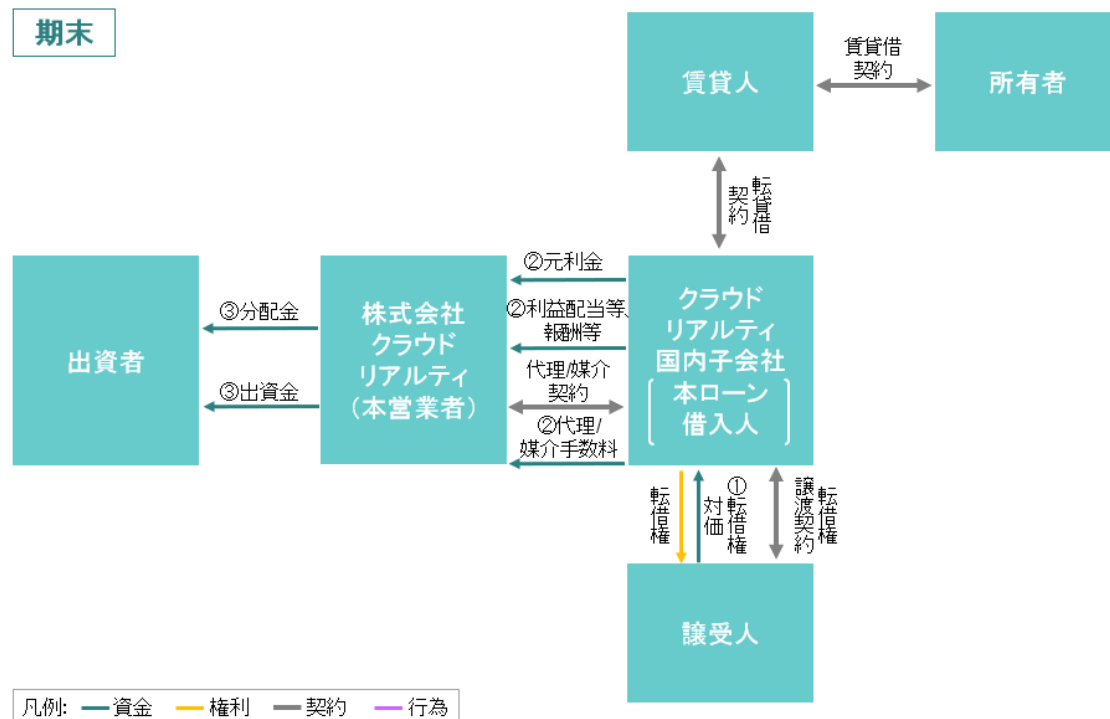 期末
賃貸人
賃貸借
契約
所有者
転貸借
契約
出資者
③分配金
③出資金
株式会社
クラウド
リアルティ
(本営業者)
②元利金
②利益配当等、
報酬等
代理/媒介
契約
②代理/
媒介手数料
クラウド
リアルティ
国内子会社
本ローン
借入人
転借権
①転借権
対価
転借権
譲渡契約
譲受人
凡例: 資金 権利 契約 行為